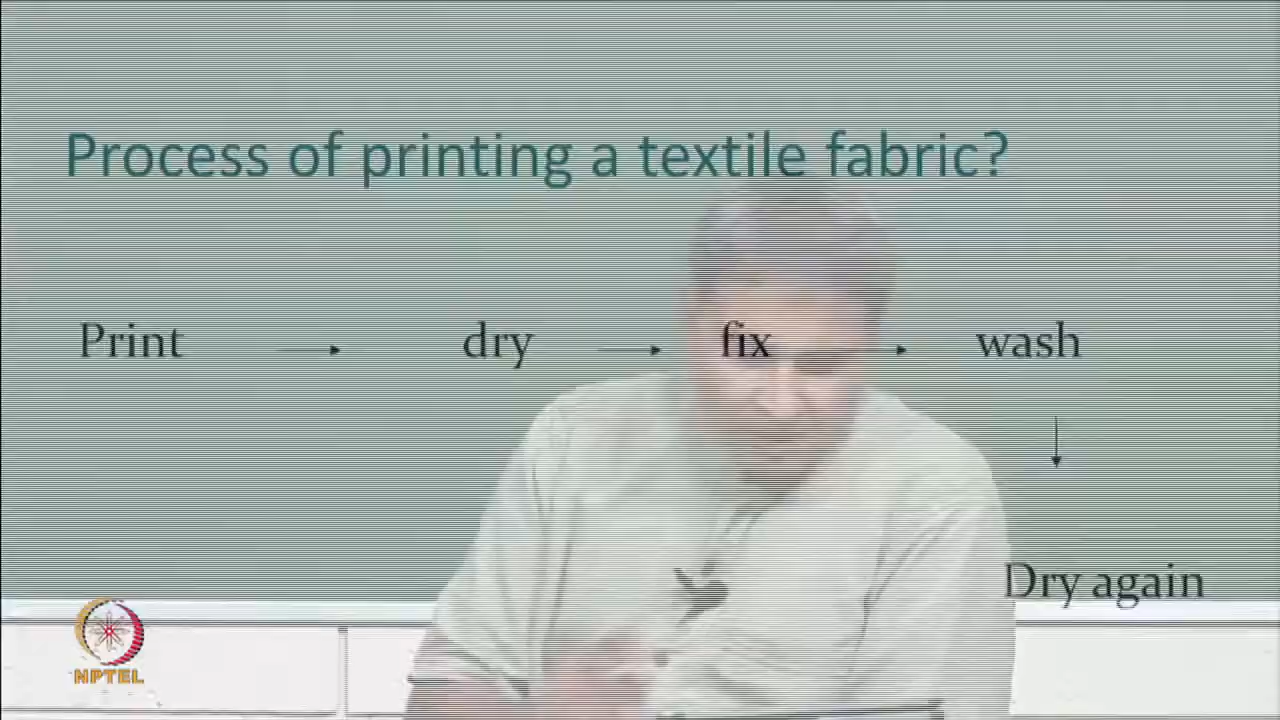 Process of printing a textile fabric?
Print → dry → fix → wash
Dry again
NPTEL